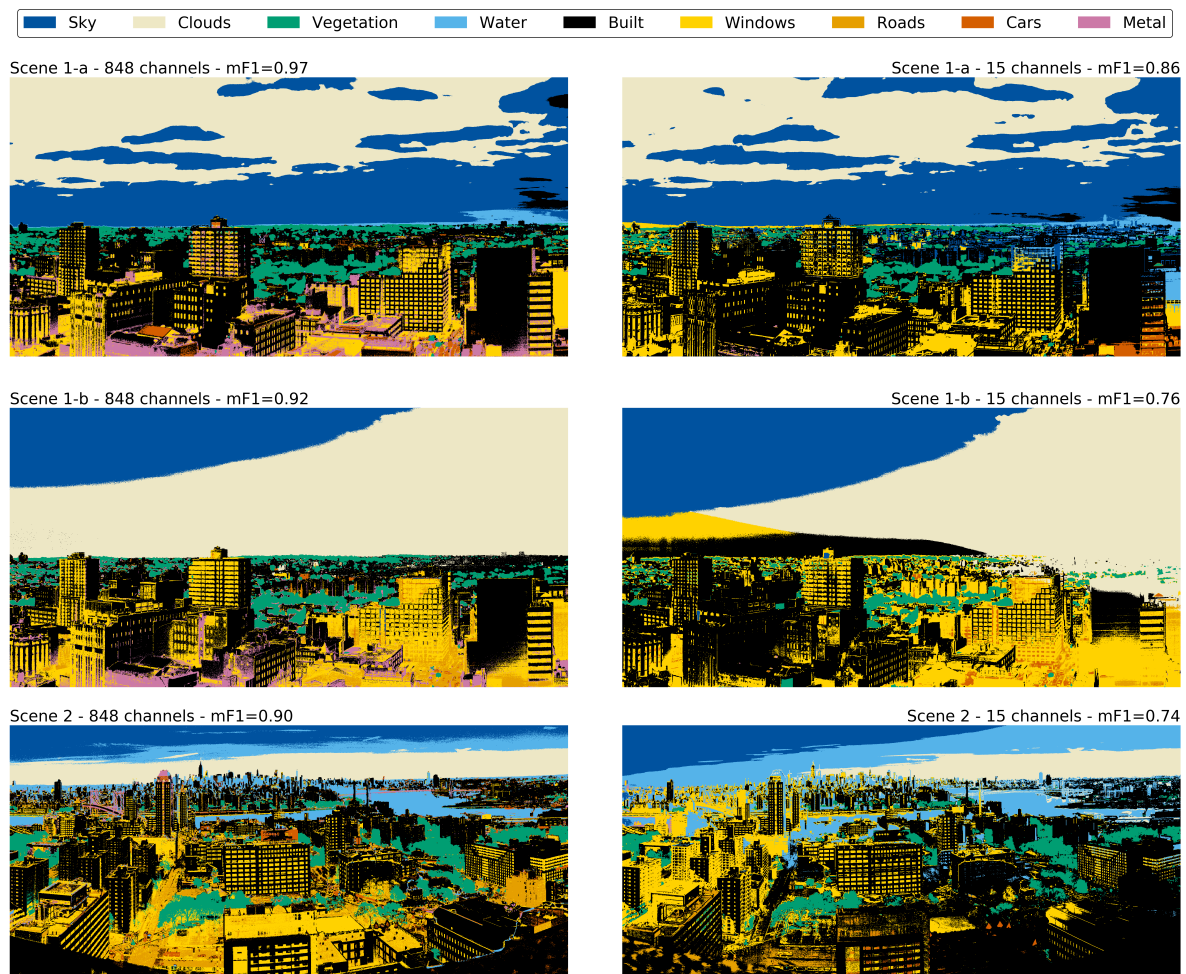 Sky Clouds Vegetation Water Built Windows Roads Cars Metal
Scene 1-a - 848 channels - mF1=0.97
Scene 1-a - 15 channels - mF1=0.86
Scene 1-b - 848 channels - mF1=0.92
Scene 1-b - 15 channels - mF1=0.76
Scene 2 - 848 channels - mF1=0.90
Scene 2 - 15 channels - mF1=0.74